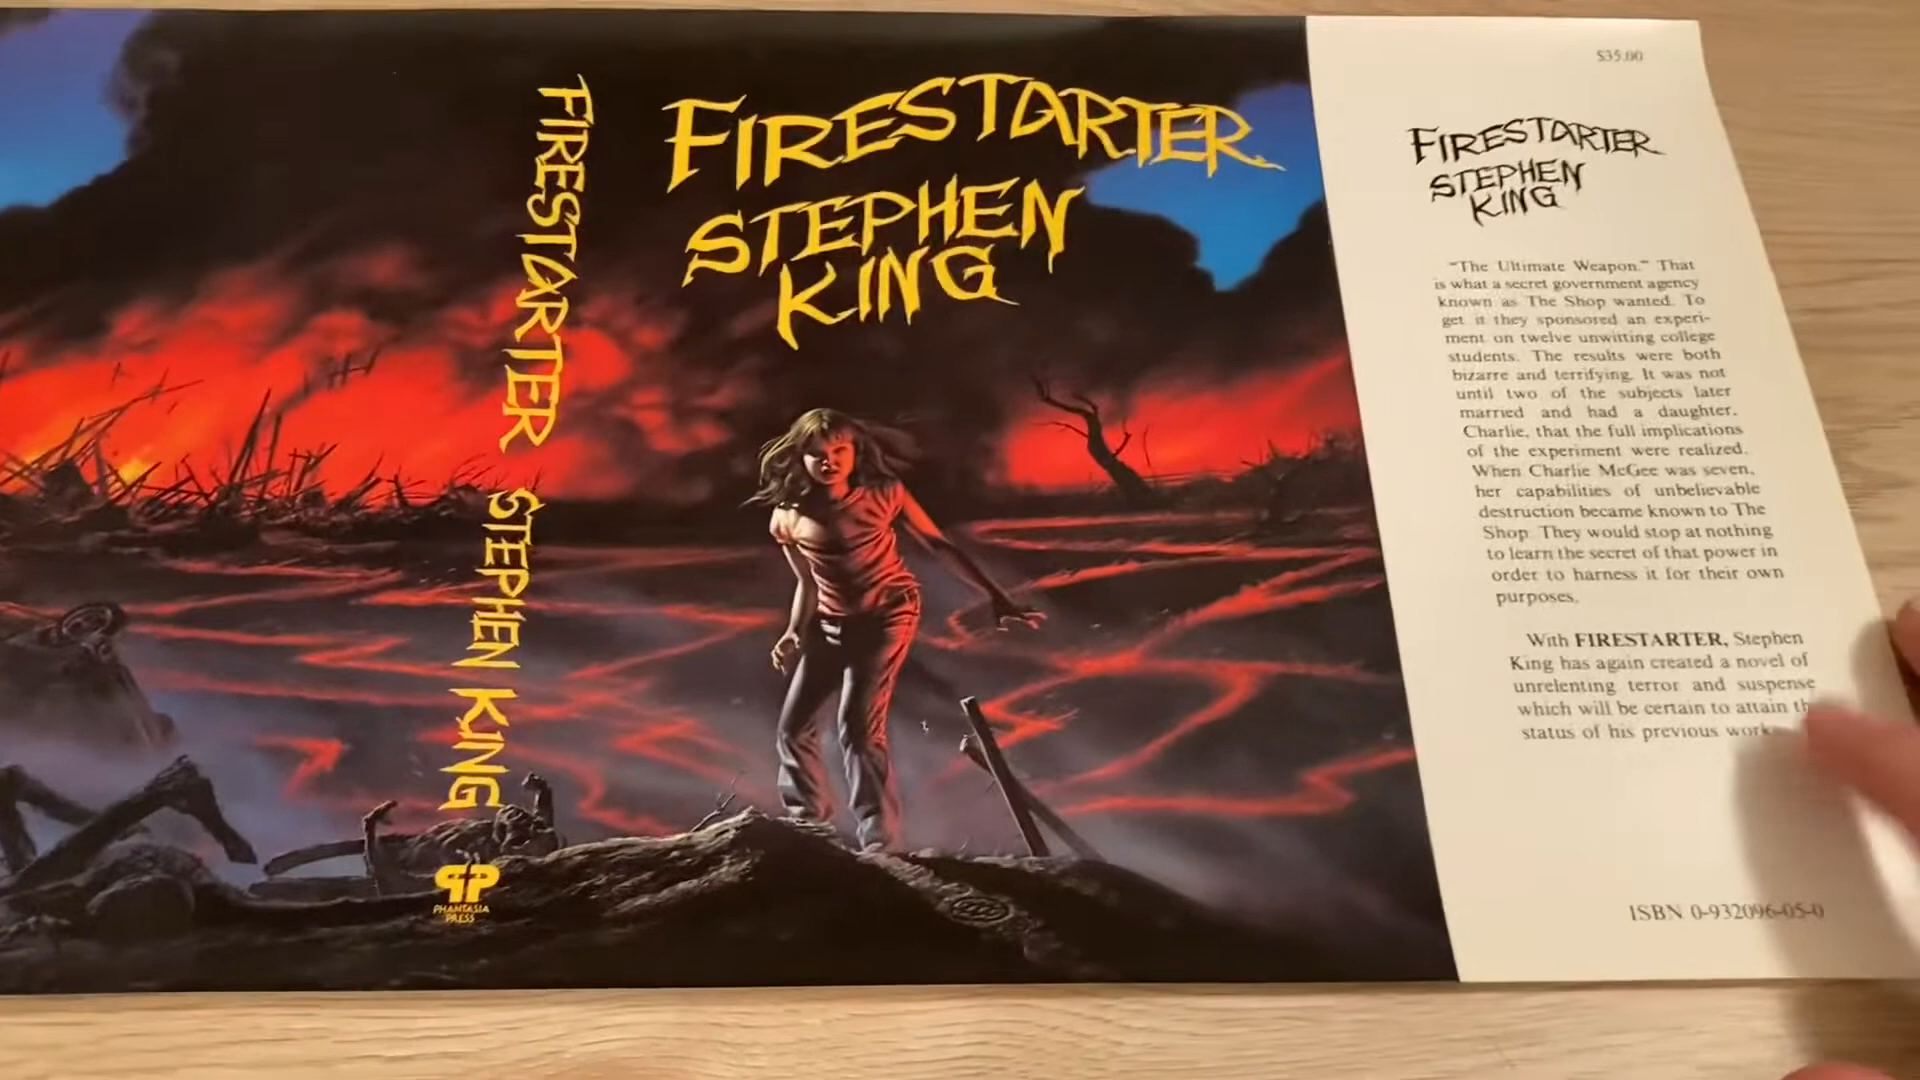 FIRESTARTER STEPHEN KING
PHANTASIA
PRESS
FIRESTARTER
STEPHEN
KING
$35.00
FIRESTARTER
STEPHEN
KING
"The Ultimate Weapon." That
is what a secret government agency
known as The Shop wanted. To
get it they sponsored an experi-
ment on twelve unwitting college
students. The results were both
bizarre and terrifying. It was not
until two of the subjects later
married and had a daughter,
Charlie, that the full implications
of the experiment were realized.
When Charlie McGee was seven,
her capabilities of unbelievable
destruction became known to The
Shop. They would stop at nothing
to learn the secret of that power in
order to harness it for their own
purposes.
With FIRESTARTER, Stephen
King has again created a novel of
unrelenting terror and suspense
which will be certain to attain
status of his previous
ISBN 0-932096-05-0